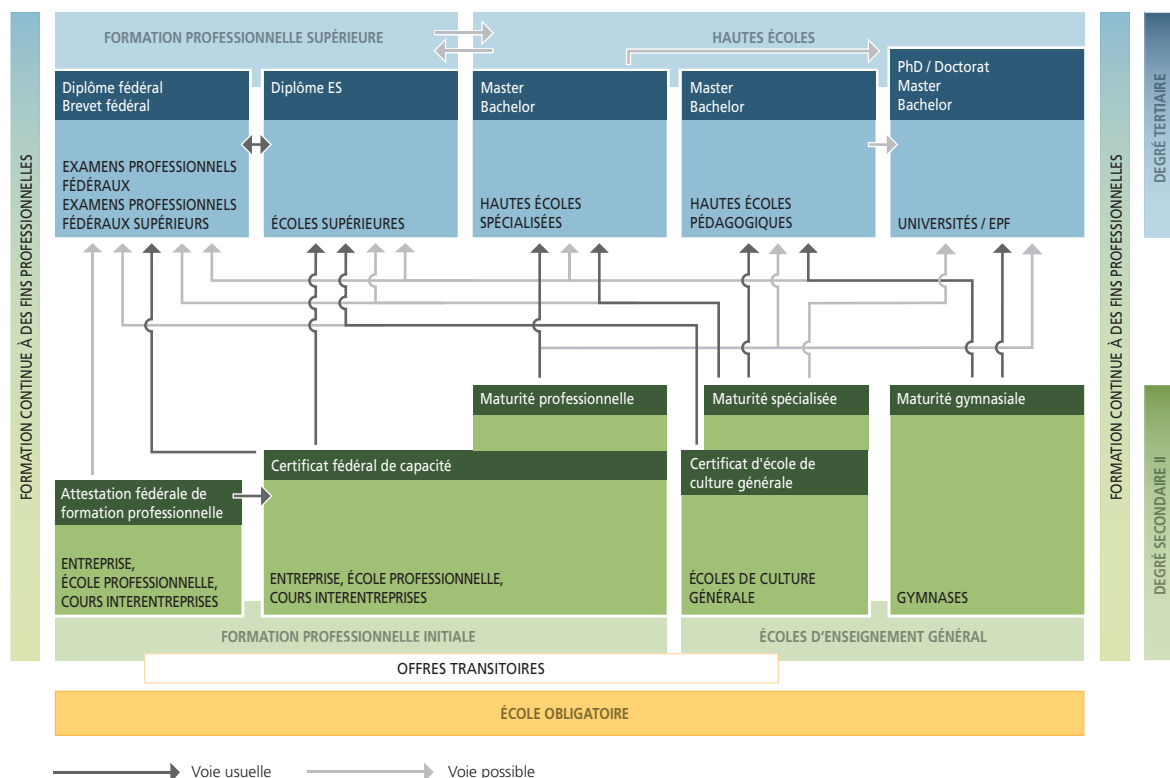 FORMATION PROFESSIONNELLE SUPÉRIEURE
HAUTES ÉCOLES
Diplôme fédéral
Brevet fédéral
EXAMENS PROFESSIONNELS
FÉDÉRAUX
EXAMENS PROFESSIONNELS
FÉDÉRAUX SUPÉRIEURS
Diplôme ES
ÉCOLES SUPÉRIEURES
Master
Bachelor
HAUTES ÉCOLES
SPÉCIALISÉES
Master
Bachelor
HAUTES ÉCOLES
PÉDAGOGIQUES
PhD / Doctorat
Master
Bachelor
UNIVERSITÉS / EPF
FORMATION CONTINUE À DES FINS PROFESSIONNELLES
FORMATION CONTINUE À DES FINS PROFESSIONNELLES
DEGRÉ TERTIAIRE
DEGRÉ SECONDAIRE II
Maturité professionnelle
Maturité spécialisée
Maturité gymnasiale
Certificat fédéral de capacité
Certificat d'école de
culture générale
Attestation fédérale de
formation professionnelle
ENTREPRISE,
ÉCOLE PROFESSIONNELLE,
COURS INTERENTREPRISES
ENTREPRISE, ÉCOLE PROFESSIONNELLE,
COURS INTERENTREPRISES
ÉCOLES DE CULTURE
GÉNÉRALE
GYMNASES
FORMATION PROFESSIONNELLE INITIALE
ÉCOLES D’ENSEIGNEMENT GÉNÉRAL
OFFRES TRANSITOIRES
ÉCOLE OBLIGATOIRE
Voie usuelle
Voie possible